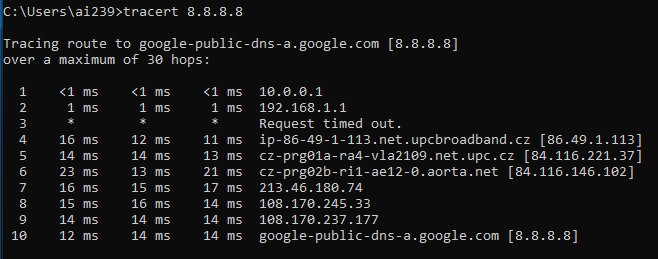 C:\Users\ai239>tracert 8.8.8.8
Tracing route to google-public-dns-a.google.com [8.8.8.8]
over a maximum of 30 hops:
1 <1 ms <1 ms <1 ms 10.0.0.1
2 1 ms 1 ms 1 ms 192.168.1.1
3 * * * Request timed out.
4 16 ms 12 ms 11 ms ip-86-49-1-113.net.upcbroadband.cz [86.49.1.113]
5 14 ms 14 ms 13 ms cz-prg01a-ra4-vla2109.net.upc.cz [84.116.221.37]
6 23 ms 13 ms 21 ms cz-prg02b-ri1-ae12-0.aorta.net [84.116.146.102]
7 16 ms 15 ms 17 ms 213.46.180.74
8 15 ms 16 ms 14 ms 108.170.245.33
9 14 ms 14 ms 14 ms 108.170.237.177
10 12 ms 14 ms 14 ms google-public-dns-a.google.com [8.8.8.8]